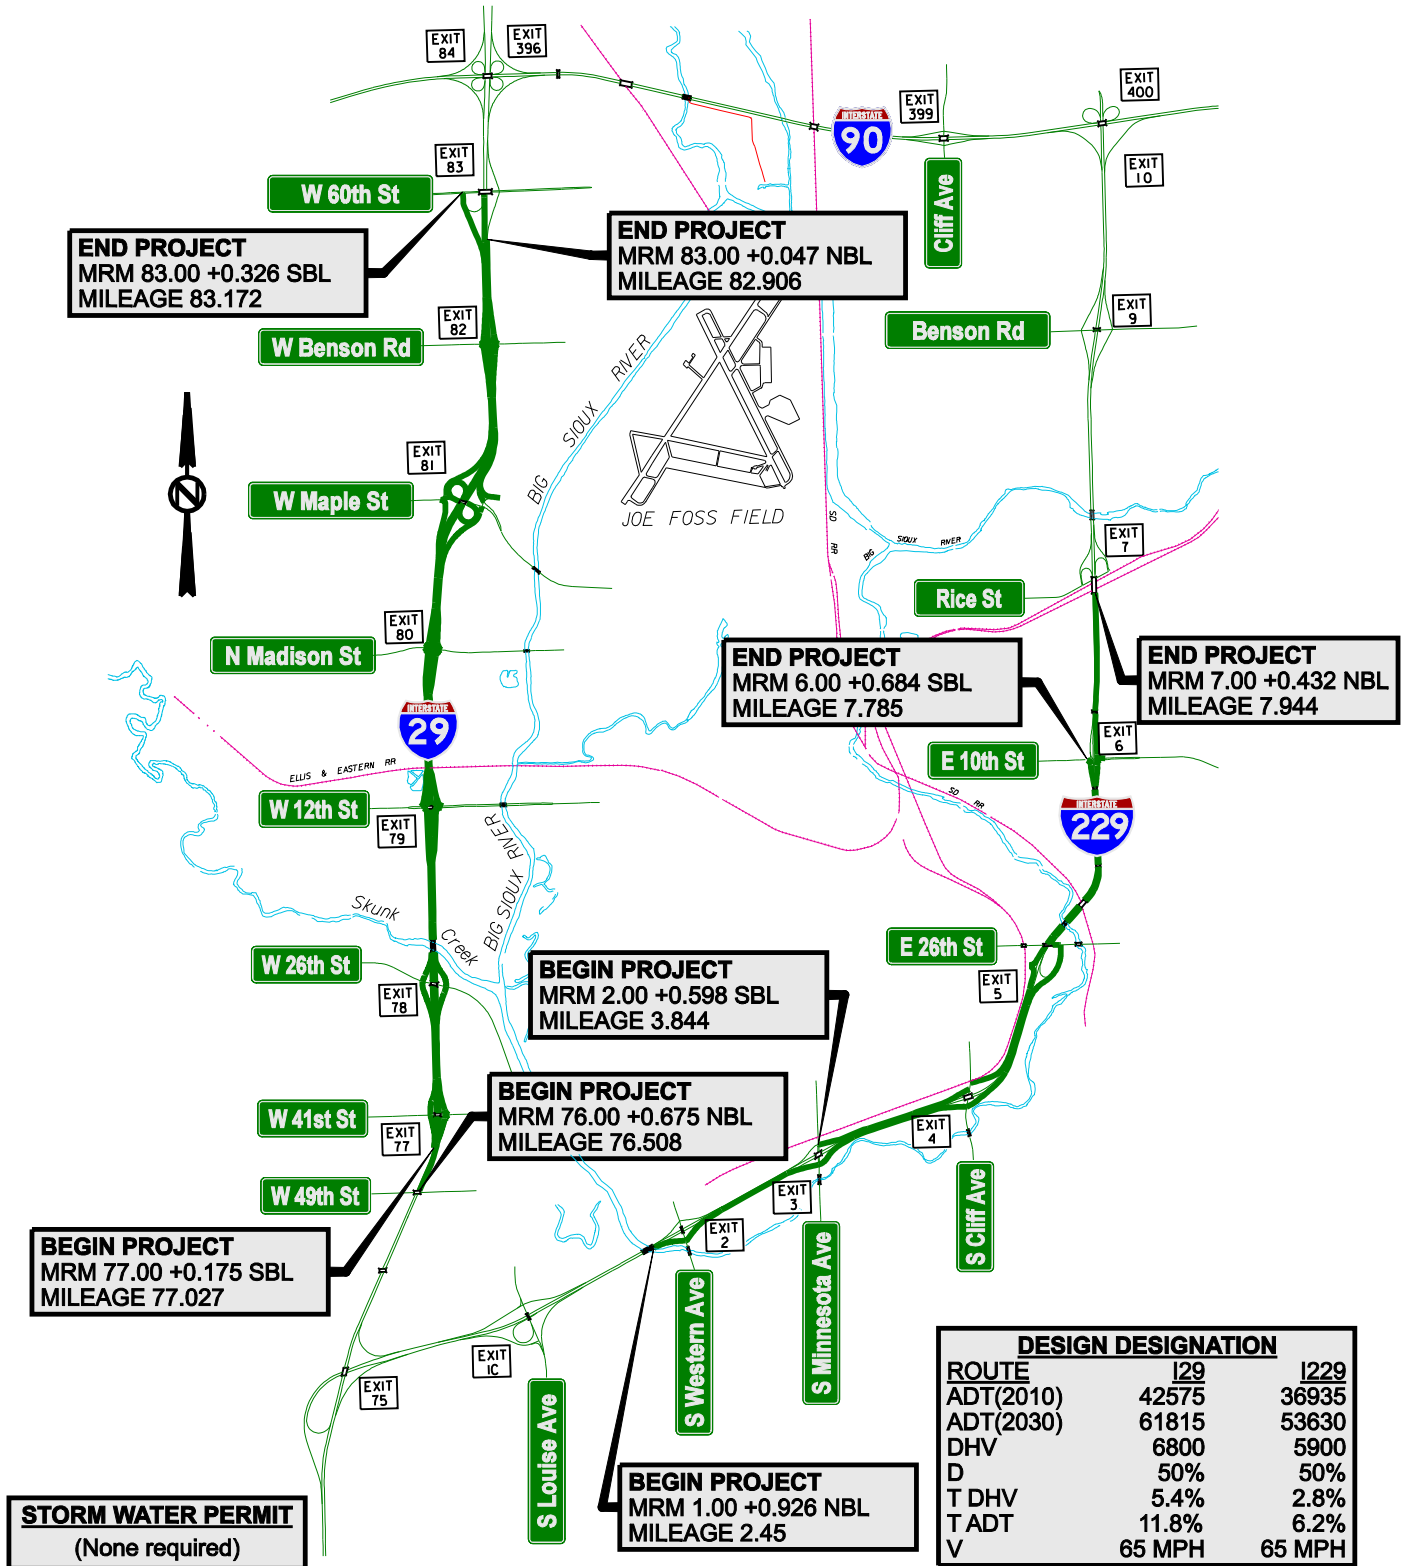 EXIT
84
EXIT
396
INTERSTATE
90
EXIT
399
EXIT
400
EXIT
83
EXIT
10
W 60th St
Cliff Ave
END PROJECT
MRM 83.00 +0.326 SBL
MILEAGE 83.172
END PROJECT
MRM 83.00 +0.047 NBL
MILEAGE 82.906
EXIT
82
EXIT
9
W Benson Rd
Benson Rd
BIG SIOUX RIVER
EXIT
81
N
W Maple St
JOE FOSS FIELD
SD RR
BIG SIOUX RIVER
EXIT
7
Rice St
EXIT
80
N Madison St
END PROJECT
MRM 6.00 +0.684 SBL
MILEAGE 7.785
END PROJECT
MRM 7.00 +0.432 NBL
MILEAGE 7.944
INTERSTATE
29
EXIT
6
E 10th St
ELLIS & EASTERN RR
SD RR
W 12th St
EXIT
79
INTERSTATE
229
BIG SIOUX RIVER
Skunk Creek
E 26th St
W 26th St
EXIT
78
EXIT
5
BEGIN PROJECT
MRM 2.00 +0.598 SBL
MILEAGE 3.844
BEGIN PROJECT
MRM 76.00 +0.675 NBL
MILEAGE 76.508
W 41st St
EXIT
77
EXIT
4
W 49th St
EXIT
3
S Cliff Ave
EXIT
2
S Minnesota Ave
BEGIN PROJECT
MRM 77.00 +0.175 SBL
MILEAGE 77.027
S Western Ave
EXIT
1C
EXIT
75
S Louise Ave
BEGIN PROJECT
MRM 1.00 +0.926 NBL
MILEAGE 2.45
STORM WATER PERMIT
(None required)
DESIGN DESIGNATION
ROUTE I29 I229
ADT(2010) 42575 36935
ADT(2030) 61815 53630
DHV 6800 5900
D 50% 50%
T DHV 5.4% 2.8%
T ADT 11.8% 6.2%
V 65 MPH 65 MPH